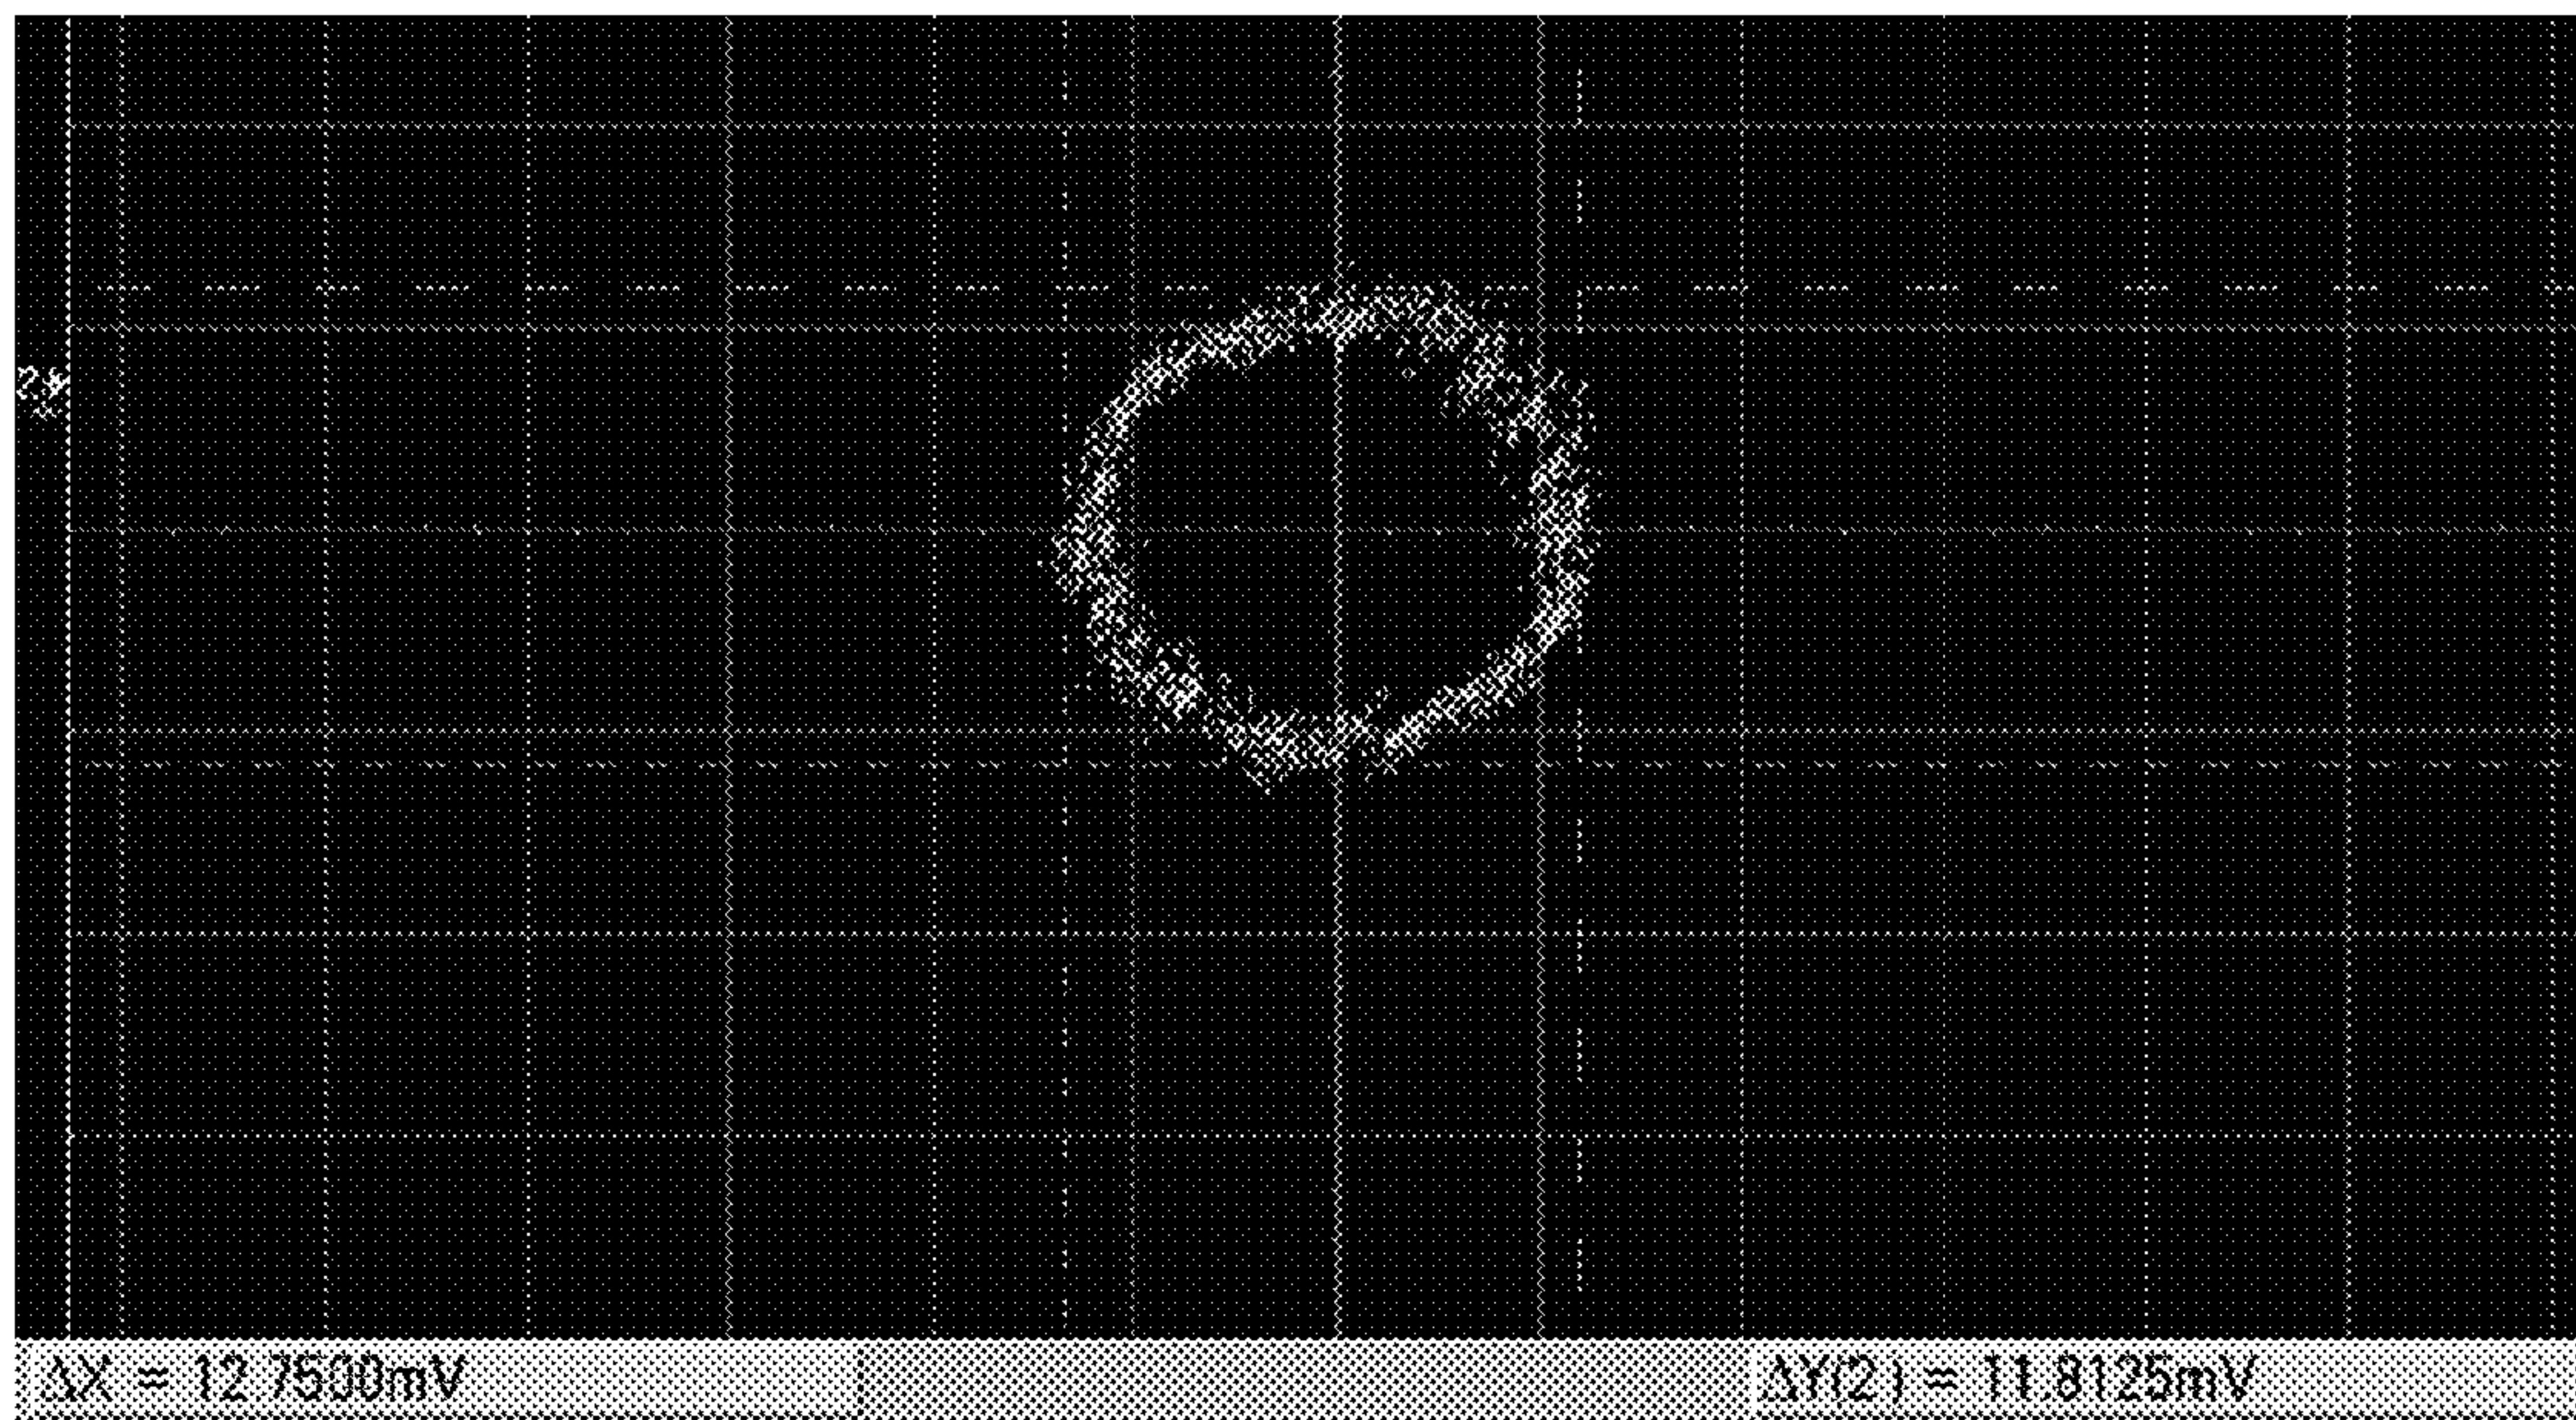 ΔX = 12.7500mV
ΔY(2) = 11.8125mV